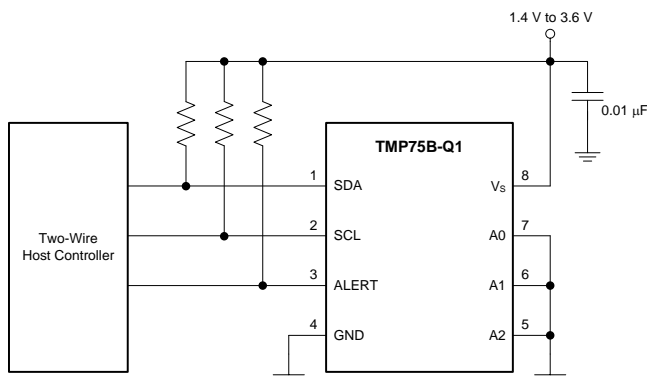 1.4 V to 3.6 V
0.01 μF
TMP75B-Q1
Two-Wire
Host Controller
1 SDA
2 SCL
3 ALERT
4 GND
8 VS
7 A0
6 A1
5 A2